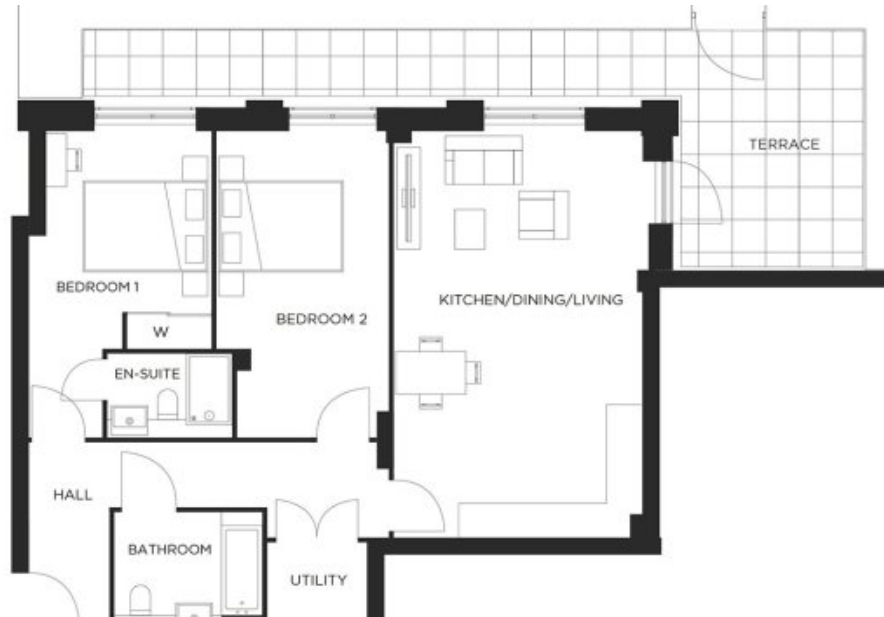 TERRACE
BEDROOM 1
KITCHEN/DINING/LIVING
BEDROOM 2
W
EN-SUITE
HALL
BATHROOM
UTILITY